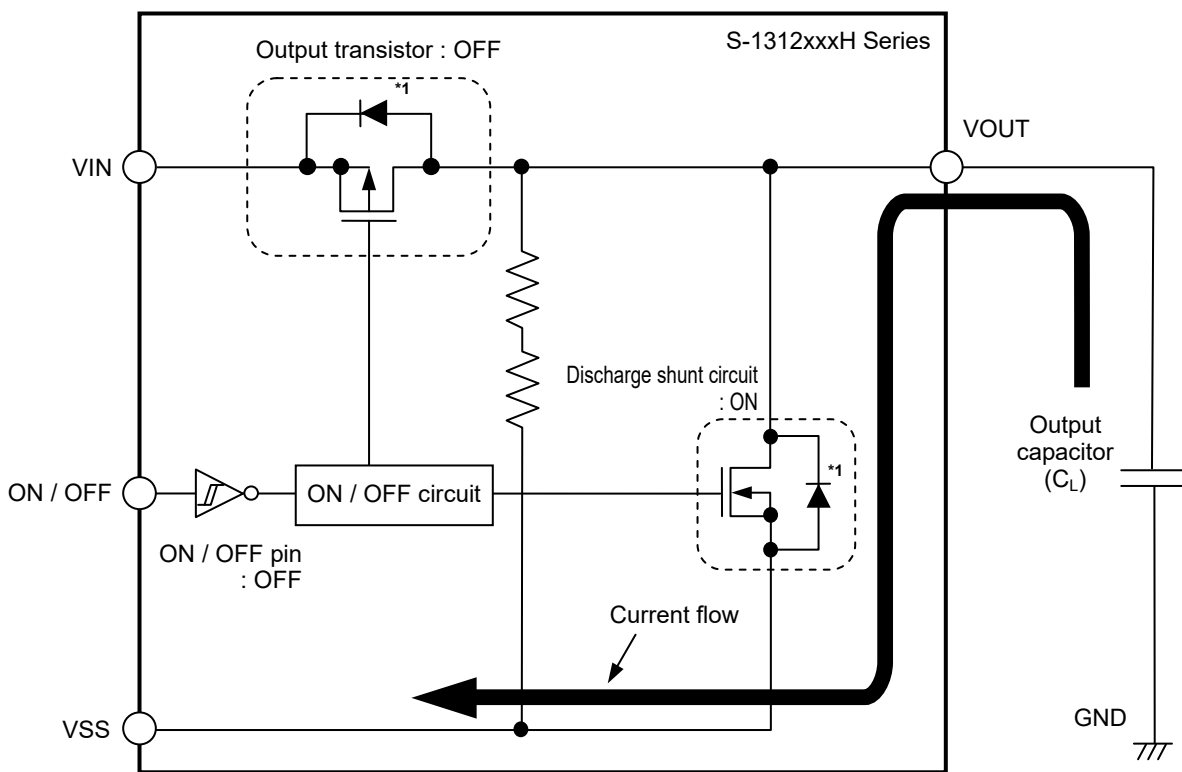 S-1312xxxH Series
Output transistor : OFF
*1
VOUT
VIN
Discharge shunt circuit
: ON
*1
Output
capacitor
(CL)
ON / OFF
ON / OFF circuit
ON / OFF pin
: OFF
Current flow
GND
VSS